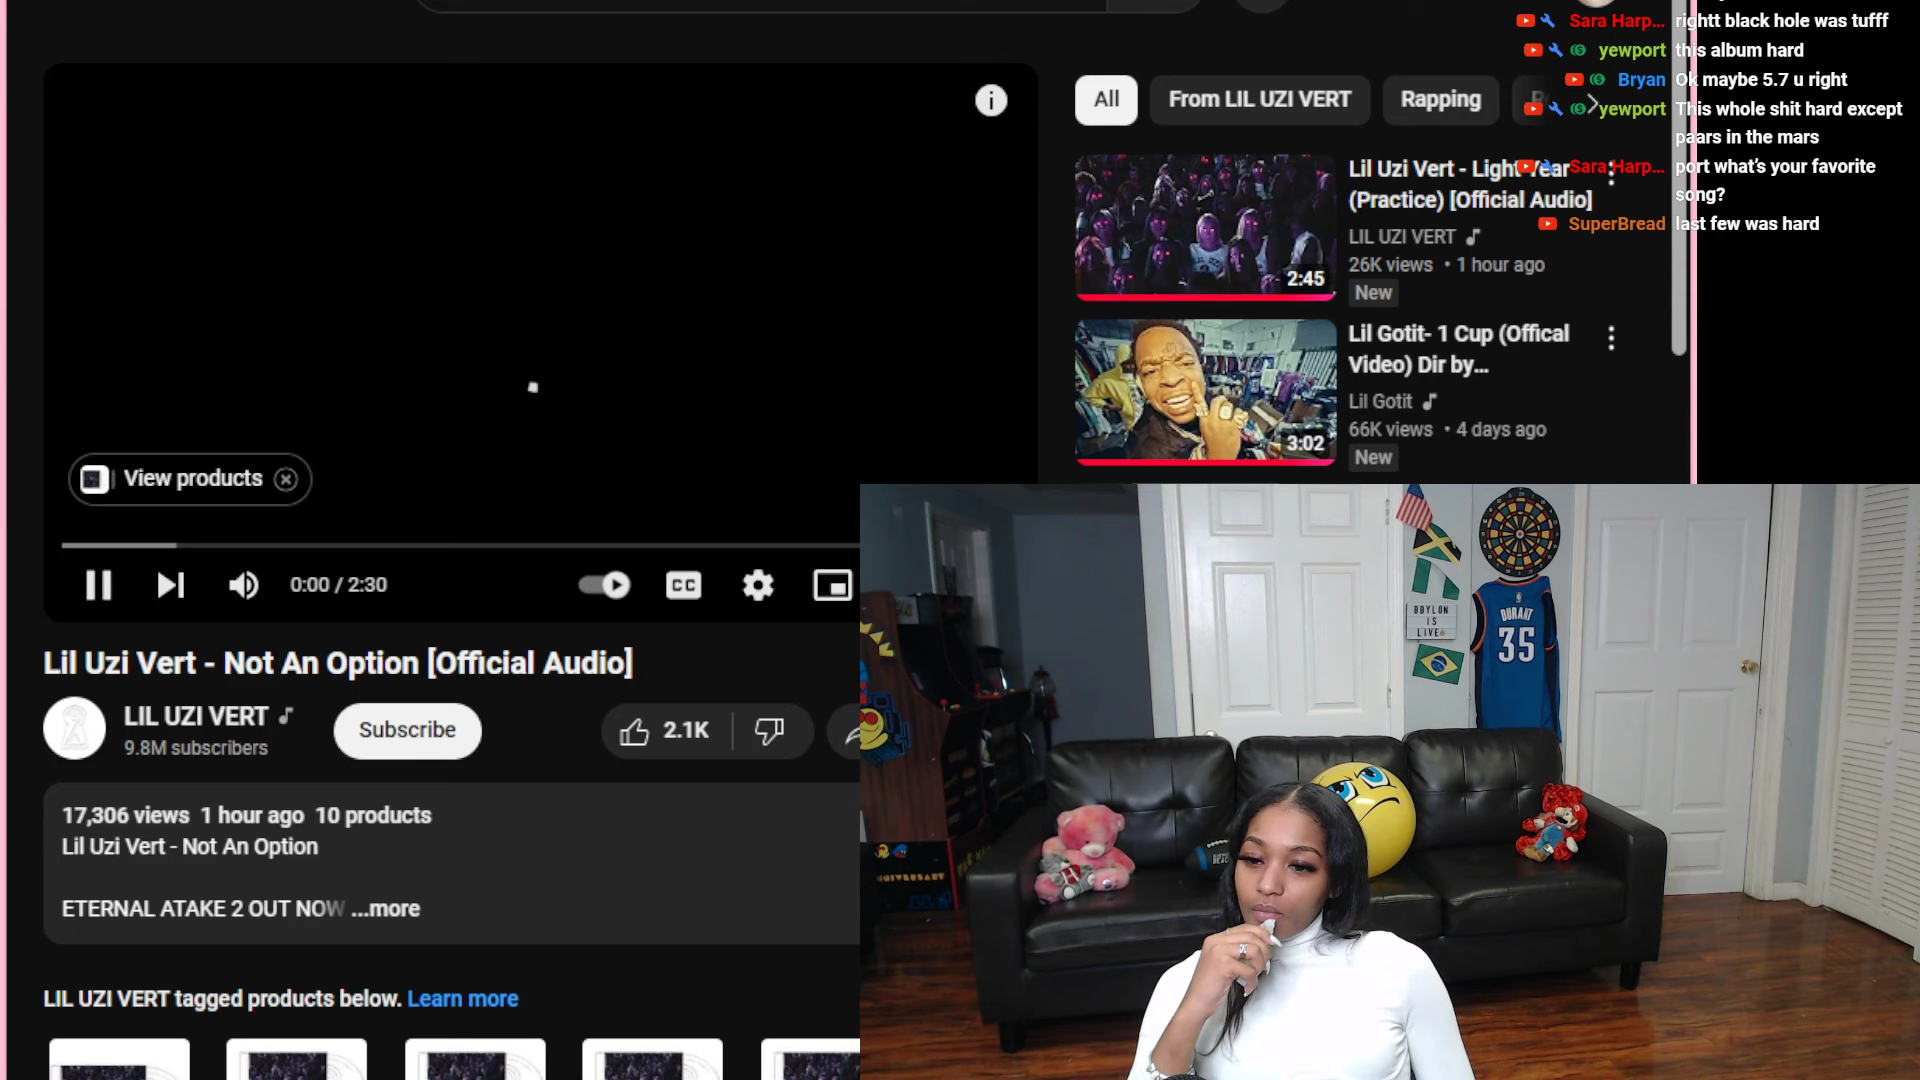 All
From LIL UZI VERT
Rapping
Lil Uzi Vert - Light Year
(Practice) [Official Audio]
LIL UZI VERT
26K views • 1 hour ago
New
2:45
Lil Gotit- 1 Cup (Offical
Video) Dir by...
Lil Gotit
66K views • 4 days ago
New
3:02
Sara Harp... rightt black hole was tufff
yewport this album hard
Bryan Ok maybe 5.7 u right
yewport This whole shit hard except
paars in the mars
Sara Harp... port what's your favorite
song?
SuperBread last few was hard
View products
0:00 / 2:30
CC
Lil Uzi Vert - Not An Option [Official Audio]
LIL UZI VERT
9.8M subscribers
Subscribe
2.1K
17,306 views 1 hour ago 10 products
Lil Uzi Vert - Not An Option
ETERNAL ATAKE 2 OUT NOW ...more
LIL UZI VERT tagged products below. Learn more
BBYLON
IS
LIVE
DURANT
35